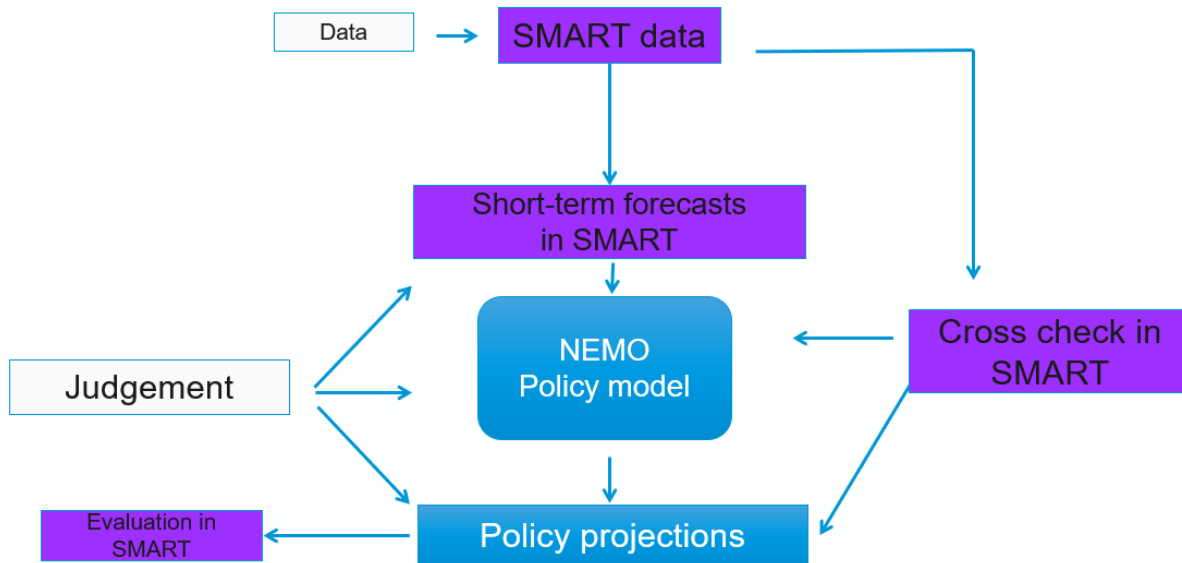 Data
SMART data
Short-term forecasts
in SMART
NEMO
Policy model
Cross check in
SMART
Judgement
Policy projections
Evaluation in
SMART